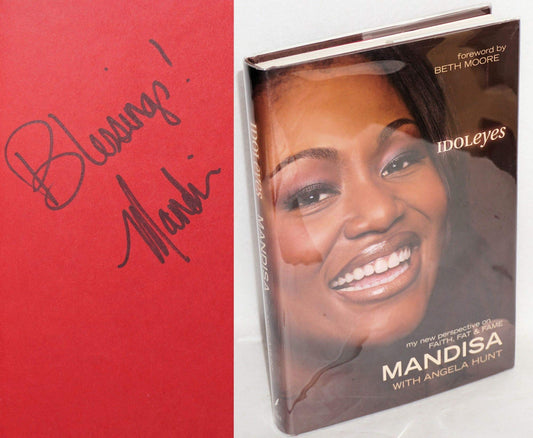 Blessings!
Mandi
foreword by
BETH MOORE
IDOLeyes
my new perspective on
FAITH, FAT & FAME
MANDISA
WITH ANGELA HUNT
IDOLeyes MANDISA